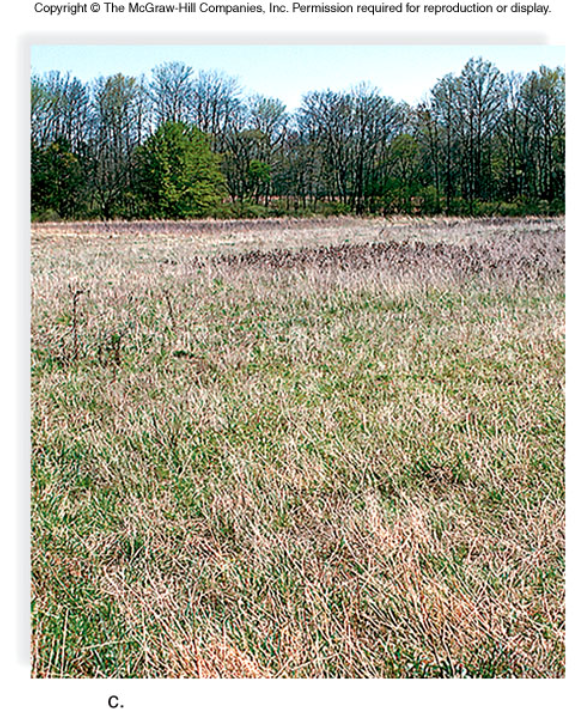 Copyright © The McGraw-Hill Companies, Inc. Permission required for reproduction or display.
c.